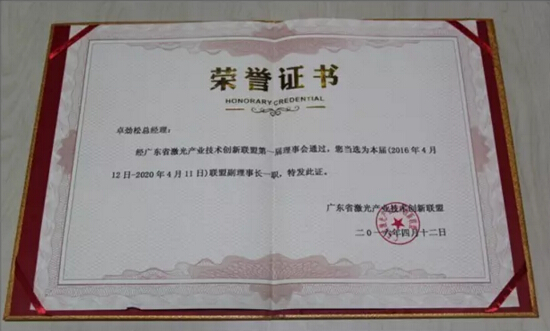 荣誉证书
HONORARY CREDENTIAL
卓劲松总经理:
经广东省激光产业技术创新联盟第一届理事会通过,您当选为本届(2016年4月
12日-2020年4月11日)联盟副理事长一职,特发此证。
广东省激光产业技术创新联盟
二〇一六年四月十二日